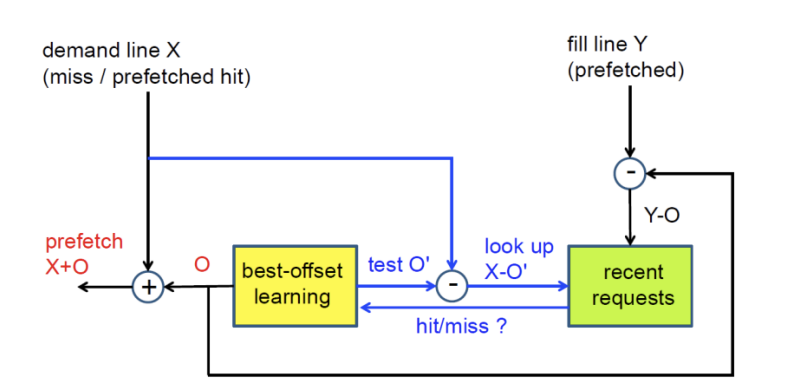 demand line X
(miss / prefetched hit)
fill line Y
(prefetched)
-
Y-O
prefetch
X+O
O
+
best-offset
learning
test O'
-
look up
X-O'
recent
requests
hit/miss ?